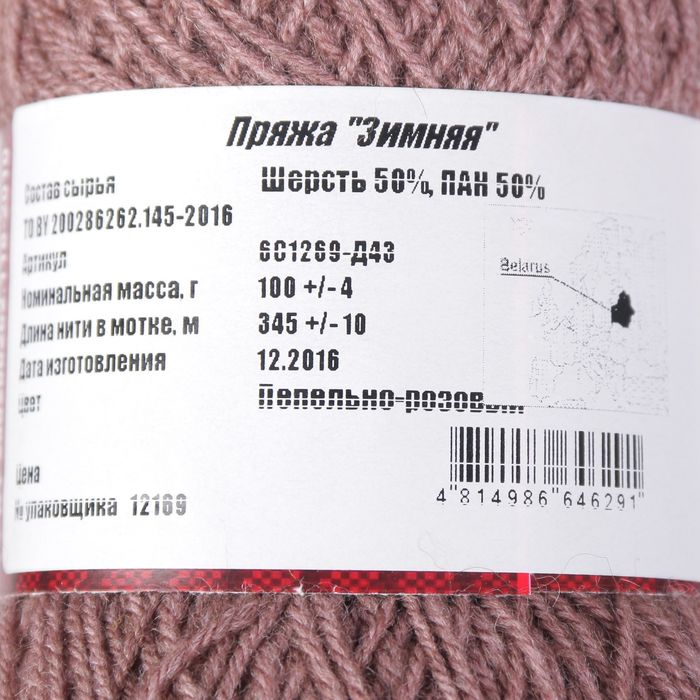 Пряжа "Зимняя"
Состав сырья Шерсть 50%, ПАН 50%
ТО BY 200286262.145-2016
Артикул 6С1269-Д43
Номинальная масса, г 100 +/- 4
Длина нити в мотке, м 345 +/- 10
Дата изготовления 12.2016
Цвет Пепельно-розовый
Belarus
Цена
№ упаковщика 12169
4 814986 646291